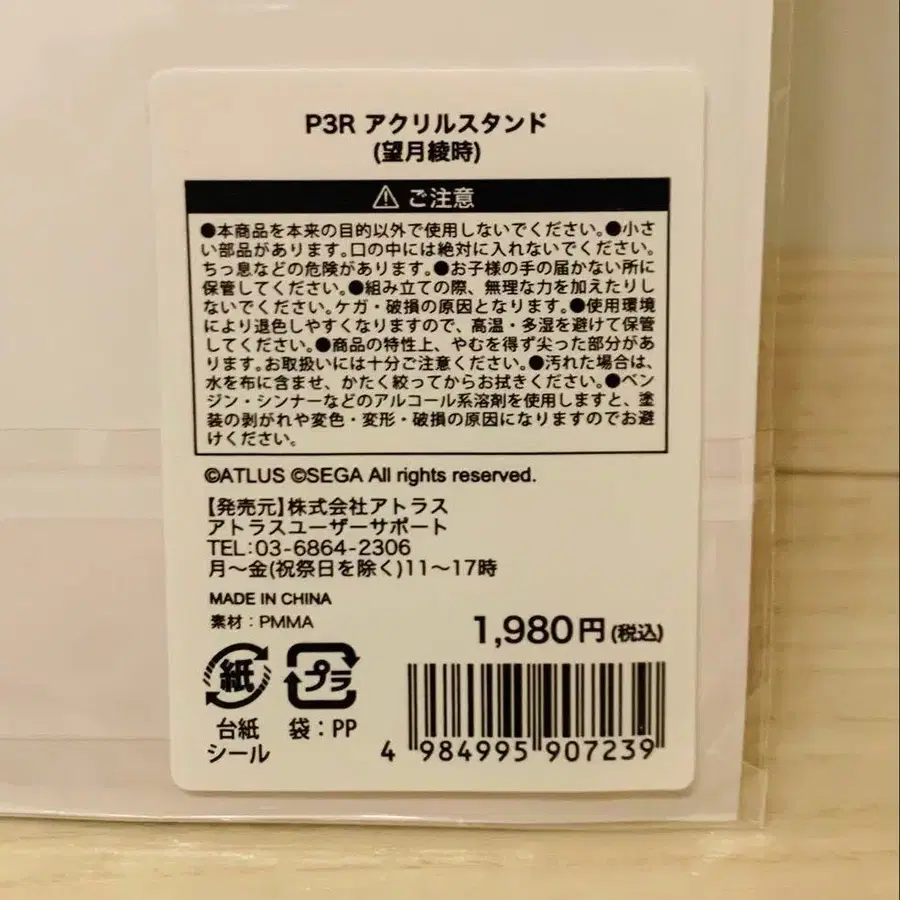 P3R アクリルスタンド
(望月綾時)
⚠ ご注意
●本商品を本来の目的以外で使用しないでください。●小さ
い部品があります。口の中には絶対に入れないでください。
ちっ息などの危険があります。●お子様の手の届かない所に
保管してください。●組み立ての際、無理な力を加えたりし
ないでください。ケガ・破損の原因となります。●使用環境
により退色しやすくなりますので、高温・多湿を避けて保管
してください。●商品の特性上、やむを得ず尖った部分があ
ります。お取扱いには十分ご注意ください。●汚れた場合は、
水を布に含ませ、かたく絞ってからお拭きください。●ベン
ジン・シンナーなどのアルコール系溶剤を使用しますと、塗
装の剥がれや変色・変形・破損の原因になりますのでお避
けください。
©ATLUS ©SEGA All rights reserved.
【発売元】株式会社アトラス
アトラスユーザーサポート
TEL:03-6864-2306
月～金(祝祭日を除く)11～17時
MADE IN CHINA
素材：PMMA
1,980円(税込)
紙 プラ
台紙 袋：PP
シール
4 984995 907239